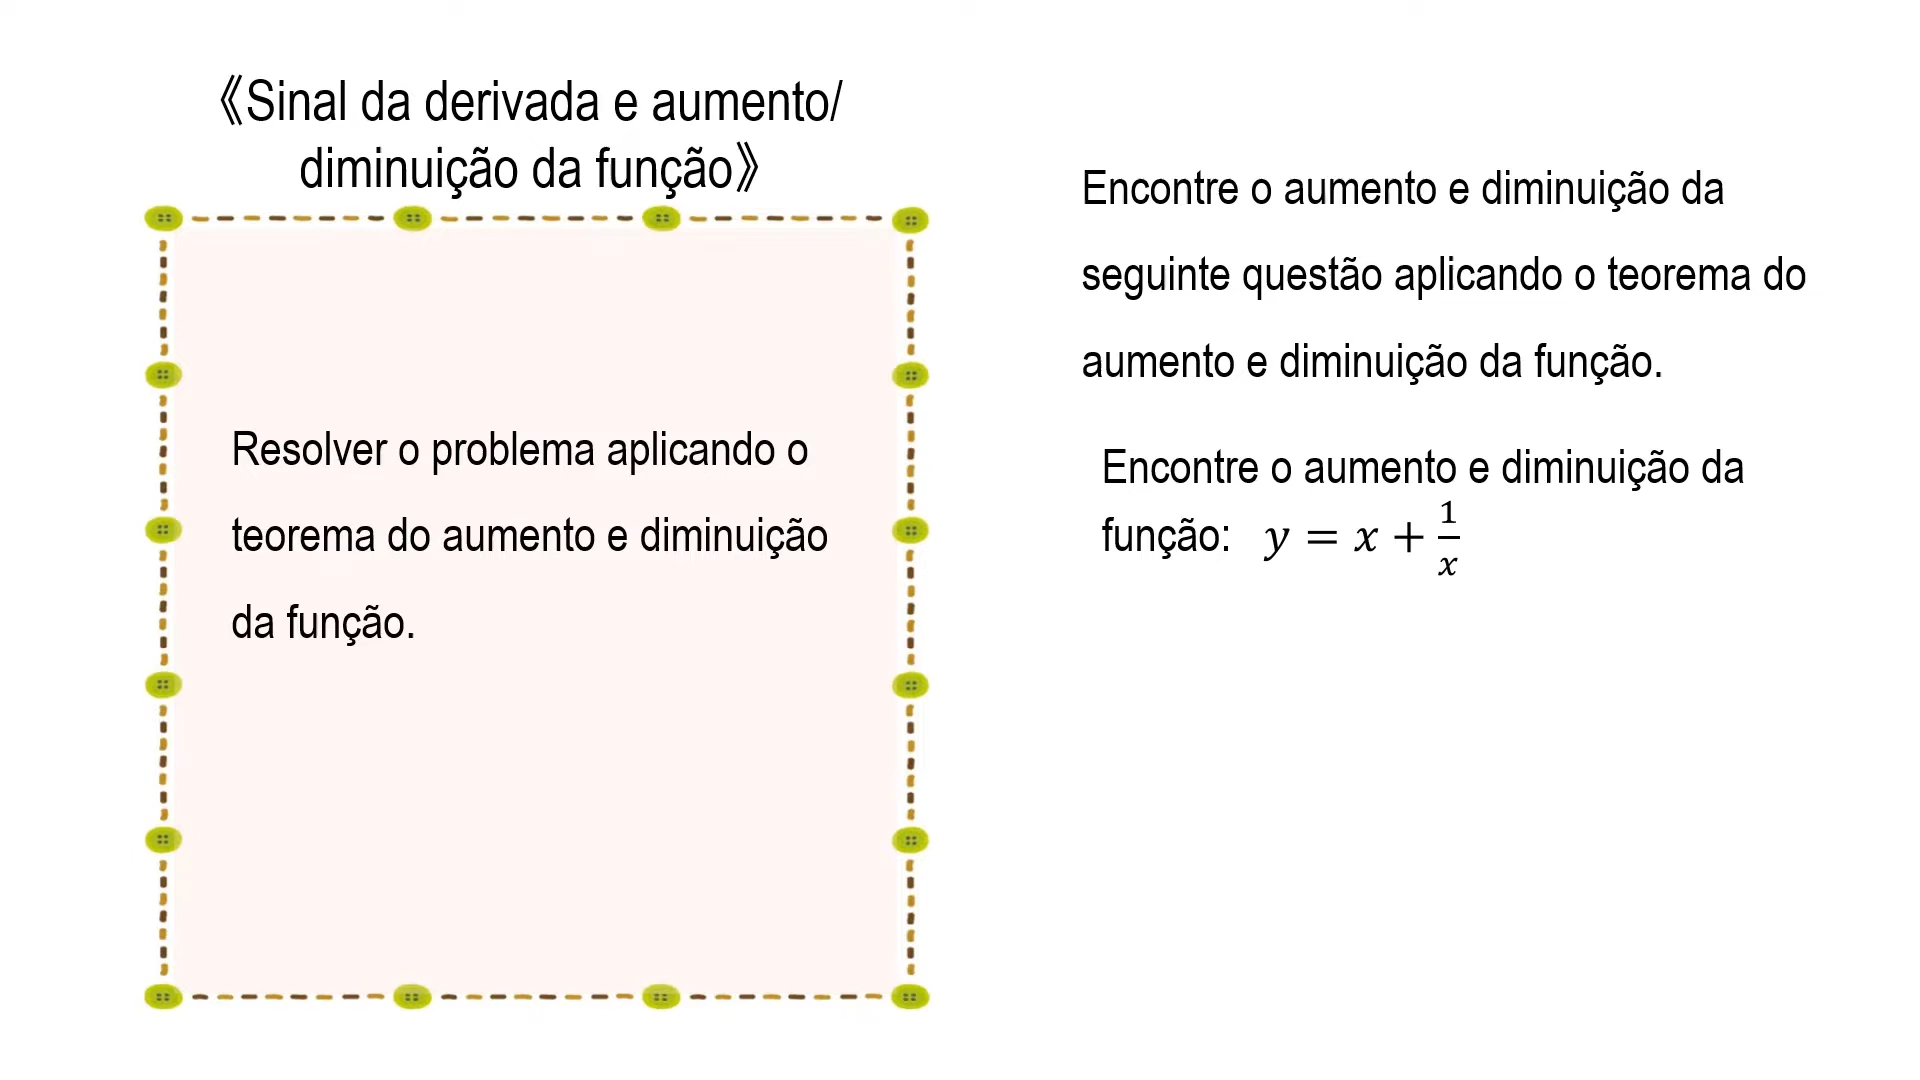 《Sinal da derivada e aumento/
diminuição da função》
Resolver o problema aplicando o
teorema do aumento e diminuição
da função.
Encontre o aumento e diminuição da
seguinte questão aplicando o teorema do
aumento e diminuição da função.
Encontre o aumento e diminuição da
função: y = x + 1/x